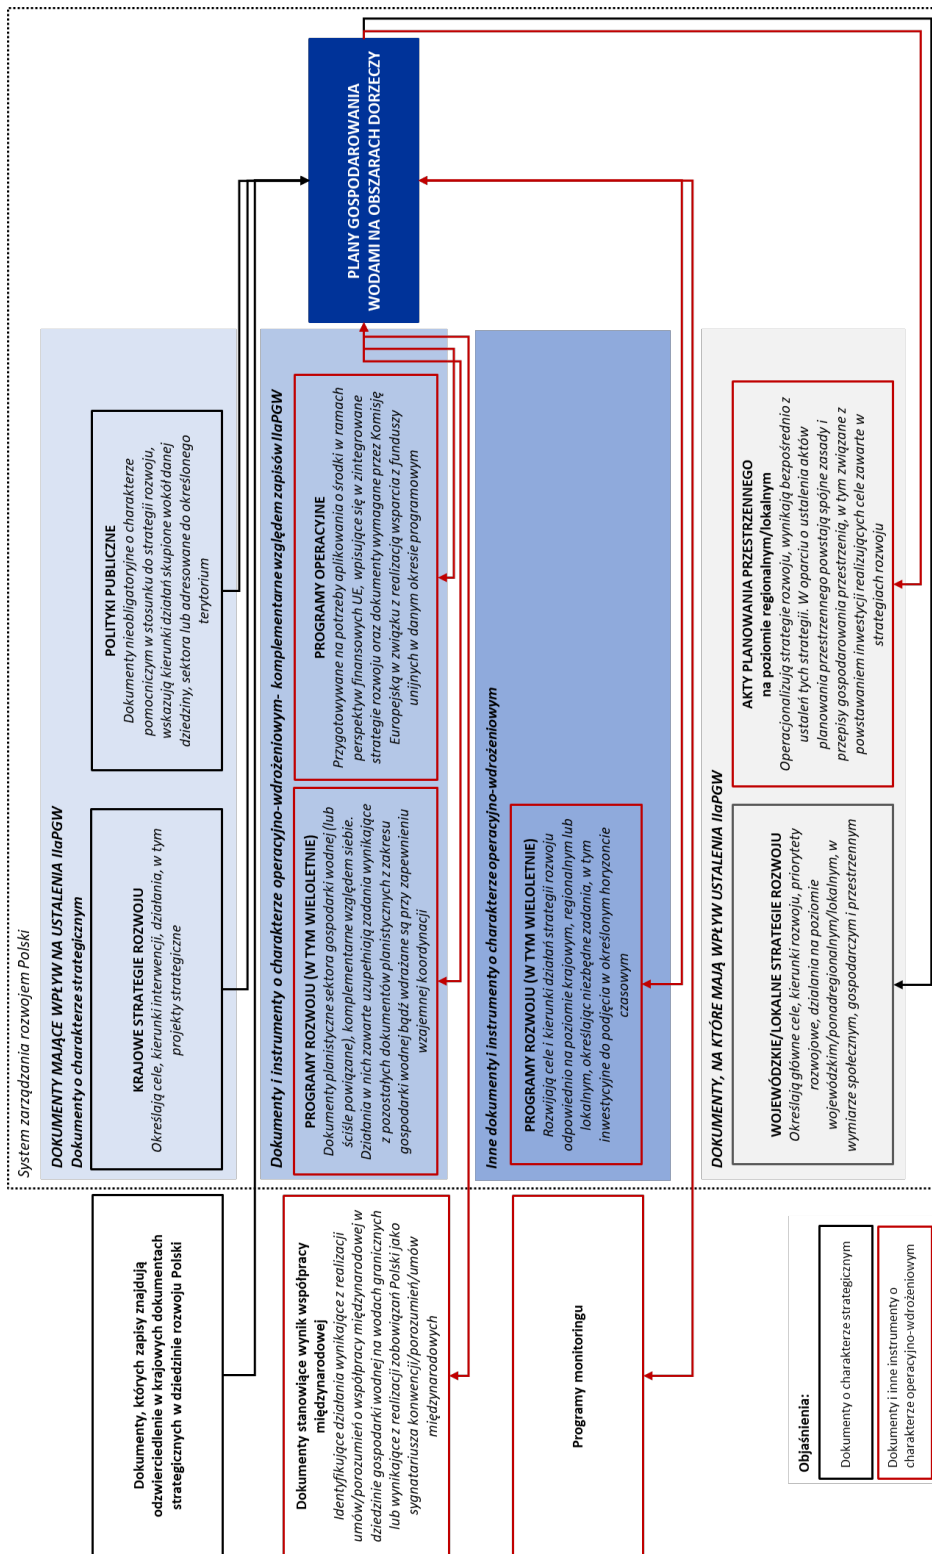 System zarządzania rozwojem Polski
DOKUMENTY MAJĄCE WPŁYW NA USTALENIA IIaPGW
Dokumenty o charakterze strategicznym
KRAJOWE STRATEGIE ROZWOJU
Określają cele, kierunki interwencji, działania, w tym
projekty strategiczne
POLITYKI PUBLICZNE
Dokumenty nieobligatoryjne o charakterze
pomocniczym w stosunku do strategii rozwoju,
wskazują kierunki działań skupione wokół danej
dziedziny, sektora lub adresowane do określonego
terytorium
Dokumenty i instrumenty o charakterze operacyjno-wdrożeniowym- komplementarne względem zapisów IIaPGW
PROGRAMY ROZWOJU (W TYM WIELOLETNIE)
Dokumenty planistyczne sektora gospodarki wodnej (lub
ściśle powiązane), komplementarne względem siebie.
Działania w nich zawarte uzupełniają zadania wynikające
z pozostałych dokumentów planistycznych z zakresu
gospodarki wodnej bądź wdrażane są przy zapewnieniu
wzajemnej koordynacji
PROGRAMY OPERACYJNE
Przygotowywane na potrzeby aplikowania o środki w ramach
perspektyw finansowych UE, wpisujące się w zintegrowane
strategie rozwoju oraz dokumenty wymagane przez Komisję
Europejską w związku z realizacją wsparcia z funduszy
unijnych w danym okresie programowym
Inne dokumenty i instrumenty o charakterze operacyjno-wdrożeniowym
PROGRAMY ROZWOJU (W TYM WIELOLETNIE)
Rozwijają cele i kierunki działań strategii rozwoju
odpowiednio na poziomie krajowym, regionalnym lub
lokalnym, określając niezbędne zadania, w tym
inwestycyjne do podjęcia w określonym horyzoncie
czasowym
DOKUMENTY, NA KTÓRE MAJĄ WPŁYW USTALENIA IIaPGW
WOJEWÓDZKIE/LOKALNE STRATEGIE ROZWOJU
Określają główne cele, kierunki rozwoju, priorytety
rozwojowe, działania na poziomie
wojewódzkim/ponadregionalnym/lokalnym, w
wymiarze społecznym, gospodarczym i przestrzennym
AKTY PLANOWANIA PRZESTRZENNEGO
na poziomie regionalnym/lokalnym
Operacjonalizują strategie rozwoju, wynikają bezpośrednio z
ustaleń tych strategii. W oparciu o ustalenia aktów
planowania przestrzennego powstają spójne zasady i
przepisy gospodarowania przestrzenią, w tym związane z
powstawaniem inwestycji realizujących cele zawarte w
strategiach rozwoju
PLANY GOSPODAROWANIA
WODAMI NA OBSZARACH DORZECZY
Dokumenty, których zapisy znajdują
odzwierciedlenie w krajowych dokumentach
strategicznych w dziedzinie rozwoju Polski
Dokumenty stanowiące wynik współpracy
międzynarodowej
Identyfikujące działania wynikające z realizacji
umów/porozumień o współpracy międzynarodowej w
dziedzinie gospodarki wodnej na wodach granicznych
lub wynikające z realizacji zobowiązań Polski jako
sygnatariusza konwencji/porozumień/umów
międzynarodowych
Programy monitoringu
Objaśnienia:
Dokumenty o charakterze strategicznym
Dokumenty i inne instrumenty o
charakterze operacyjno-wdrożeniowym